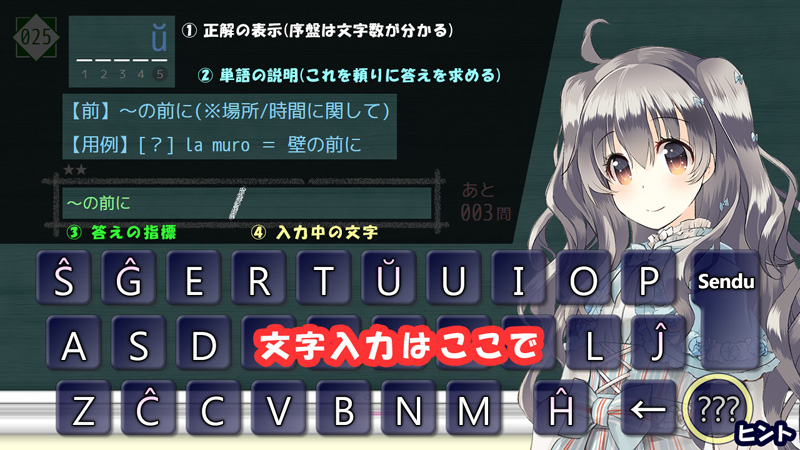 025
ŭ
① 正解の表示(序盤は文字数が分かる)
1 2 3 4 5
② 単語の説明(これを頼りに答えを求める)
【前】～の前に(※場所/時間に関して)
【用例】[？] la muro ＝ 壁の前に
★★
～の前に
あと
003問
③ 答えの指標
④ 入力中の文字
Ŝ Ĝ E R T Ŭ U I O P Sendu
A S D
文字入力はここで
L Ĵ
Z Ĉ C V B N M Ĥ ← ???
ヒント